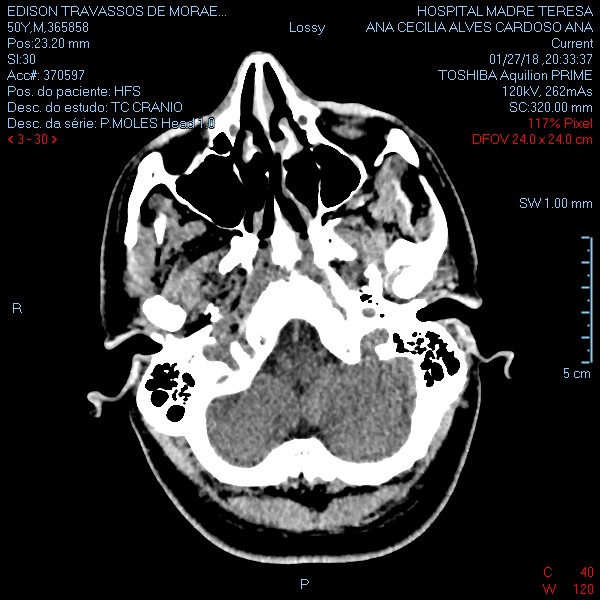 EDISON TRAVASSOS DE MORAE...
50Y,M,365858
Pos:23.20 mm
SI:30
Acc#: 370597
Pos. do paciente: HFS
Desc. do estudo: TC CRANIO
Desc. da série: P.MOLES Head 1.0
< 3 - 30 >
Lossy
HOSPITAL MADRE TERESA
ANA CECILIA ALVES CARDOSO ANA
Current
01/27/18 ,20:33:37
TOSHIBA Aquilion PRIME
120kV, 262mAs
SC:320.00 mm
117% Pixel
DFOV 24.0 x 24.0 cm
SW 1.00 mm
R
5 cm
P
C 40
W 120